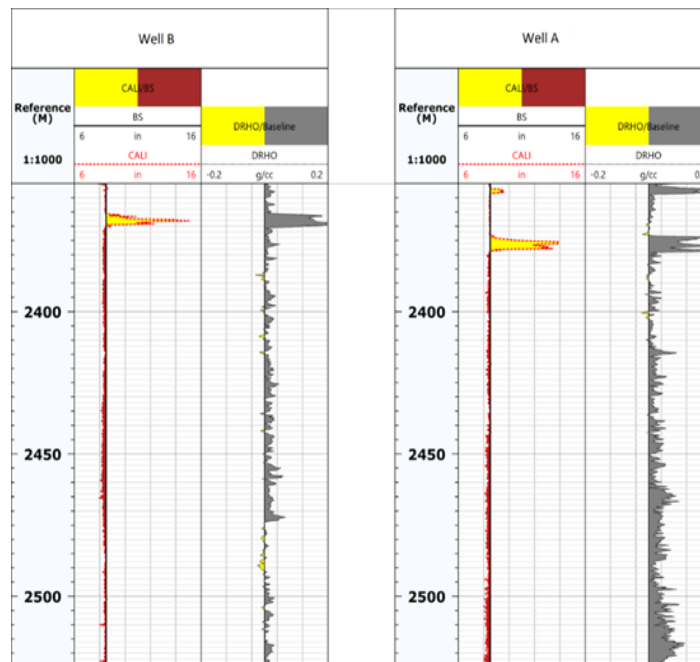 Well B
Reference
(M)
1:1000
CALI/BS
BS
6 in 16
CALI
6 in 16
DRHO/Baseline
DRHO
-0.2 g/cc 0.2
2400
2450
2500
Well A
Reference
(M)
1:1000
CALI/BS
BS
6 in 16
CALI
6 in 16
DRHO/Baseline
DRHO
-0.2 g/cc
2400
2450
2500